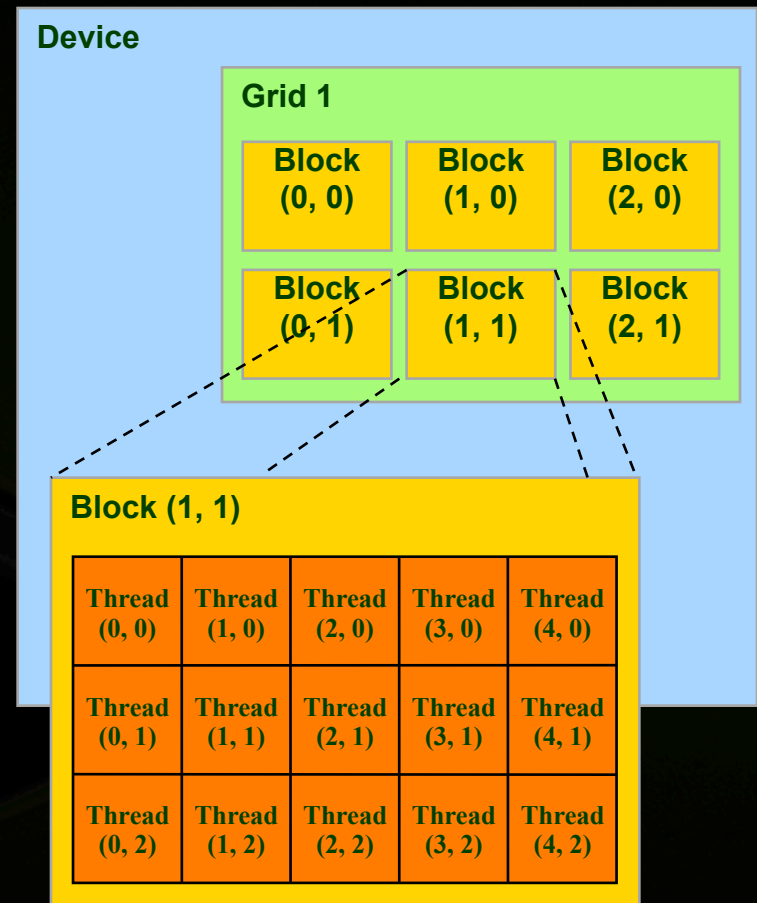 Device
Grid 1
Block Block Block
(0, 0) (1, 0) (2, 0)
Block Block Block
(0, 1) (1, 1) (2, 1)
Block (1, 1)
Thread Thread Thread Thread Thread
(0, 0) (1, 0) (2, 0) (3, 0) (4, 0)
Thread Thread Thread Thread Thread
(0, 1) (1, 1) (2, 1) (3, 1) (4, 1)
Thread Thread Thread Thread Thread
(0, 2) (1, 2) (2, 2) (3, 2) (4, 2)